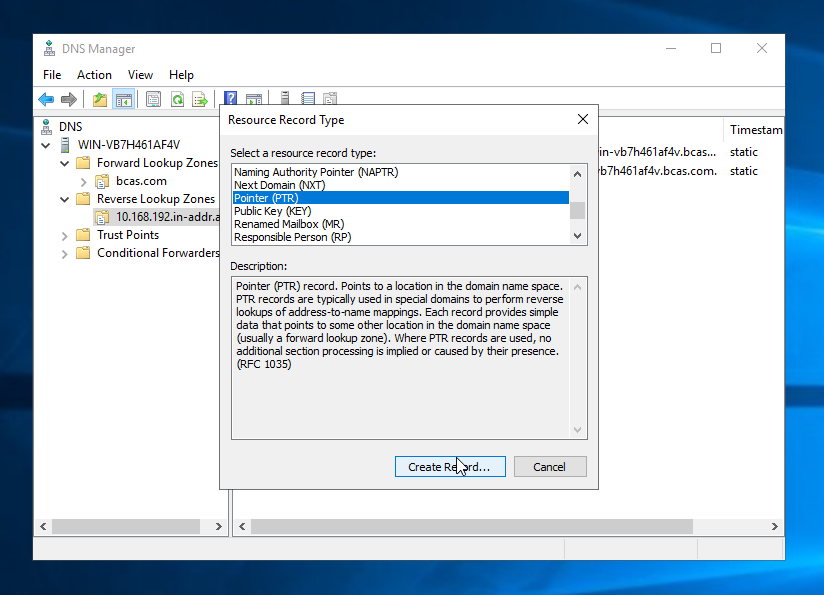 DNS Manager
File Action View Help
Resource Record Type
DNS
WIN-VB7H461AF4V
Forward Lookup Zones
bcas.com
Reverse Lookup Zones
10.168.192.in-addr.a
Trust Points
Conditional Forwarders
Select a resource record type:
Naming Authority Pointer (NAPTR)
Next Domain (NXT)
Pointer (PTR)
Public Key (KEY)
Renamed Mailbox (MR)
Responsible Person (RP)
Description:
Pointer (PTR) record. Points to a location in the domain name space.
PTR records are typically used in special domains to perform reverse
lookups of address-to-name mappings. Each record provides simple
data that points to some other location in the domain name space
(usually a forward lookup zone). Where PTR records are used, no
additional section processing is implied or caused by their presence.
(RFC 1035)
Create Record... Cancel
Timestam
in-vb7h461af4v.bcas... static
vb7h461af4v.bcas.com. static